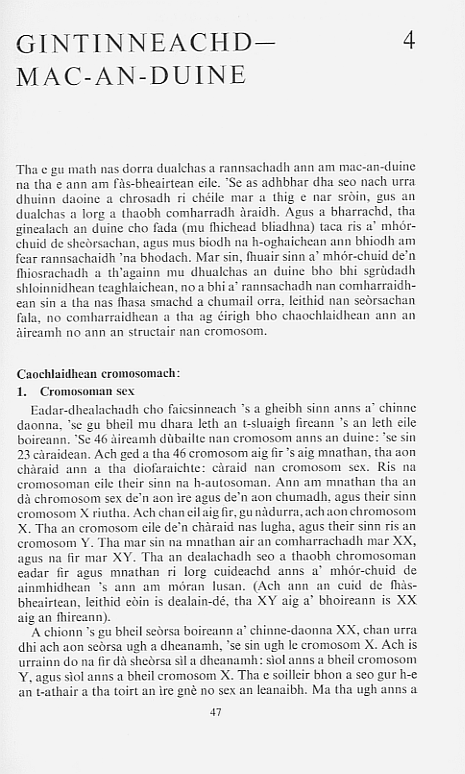 GINTINNEACHD— 4
MAC-AN-DUINE
Tha e gu math nas dorra dualchas a rannsachadh ann am mac-an-duine
na tha e ann am fàs-bheairtean eile. 'Se as adhbhar dha seo nach urra
dhuinn daoine a chrosadh ri chéile mar a thig e nar sròin, gus an
dualchas a lorg a thaobh comharradh àraidh. Agus a bharrachd, tha
ginealach an duine cho fada (mu fhichead bliadhna) taca ris a' mhór-
chuid de sheòrsachan, agus mus biodh na h-oghaichean ann bhiodh am
fear rannsachaidh 'na bhodach. Mar sin, fhuair sinn a' mhór-chuid de'n
fhiosrachadh a th'againn mu dhualchas an duine bho bhi sgrùdadh
shloinnidhean teaghlaichean, no a bhi a' rannsachadh nan comharraidh-
ean sin a tha nas fhasa smachd a chumail orra, leithid nan seòrsachan
fala, no comharraidhean a tha ag éirigh bho chaochlaidhean ann an
àireamh no ann an structair nan cromosom.
Caochlaidhean cromosomach:
1. Cromosoman sex
Eadar-dhealachadh cho faicsinneach 's a gheibh sinn anns a' chinne
daonna, 'se gu bheil mu dhara leth an t-sluaigh fireann 's an leth eile
boireann. 'Se 46 àireamh dùbailte nan cromosom anns an duine: 'se sin
23 càraidean. Ach ged a tha 46 cromosom aig fir 's aig mnathan, tha aon
chàraid ann a tha diofaraichte: càraid nan cromosom sex. Ris na
cromosoman eile their sinn na h-autosoman. Ann am mnathan tha an
dà chromosom sex de'n aon ìre agus de'n aon chumadh, agus their sinn
cromosom X riutha. Ach chan eil aig fir, gu nàdurra, ach aon chromosom
X. Tha an cromosom eile de'n chàraid nas lugha, agus their sinn ris an
cromosom Y. Tha mar sin na mnathan air an comharrachadh mar XX,
agus na fir mar XY. Tha an dealachadh seo a thaobh chromosoman
eadar fir agus mnathan ri lorg cuideachd anns a' mhór-chuid de
ainmhidhean 's ann am móran lusan. (Ach ann an cuid de fhàs-
bheairtean, leithid eòin is dealain-dé, tha XY aig a' bhoireann is XX
aig an fhireann).
A chionn 's gu bheil seòrsa boireann a' chinne-daonna XX, chan urra
dhi ach aon seòrsa ugh a dheanamh, 'se sin ugh le cromosom X. Ach is
urrainn do na fir dà sheòrsa sìl a dheanamh: sìol anns a bheil cromosom
Y, agus sìol anns a bheil cromosom X. Tha e soilleir bhon a seo gur h-e
an t-athair a tha toirt an ìre gnè no sex an leanaibh. Ma tha ugh anns a
47